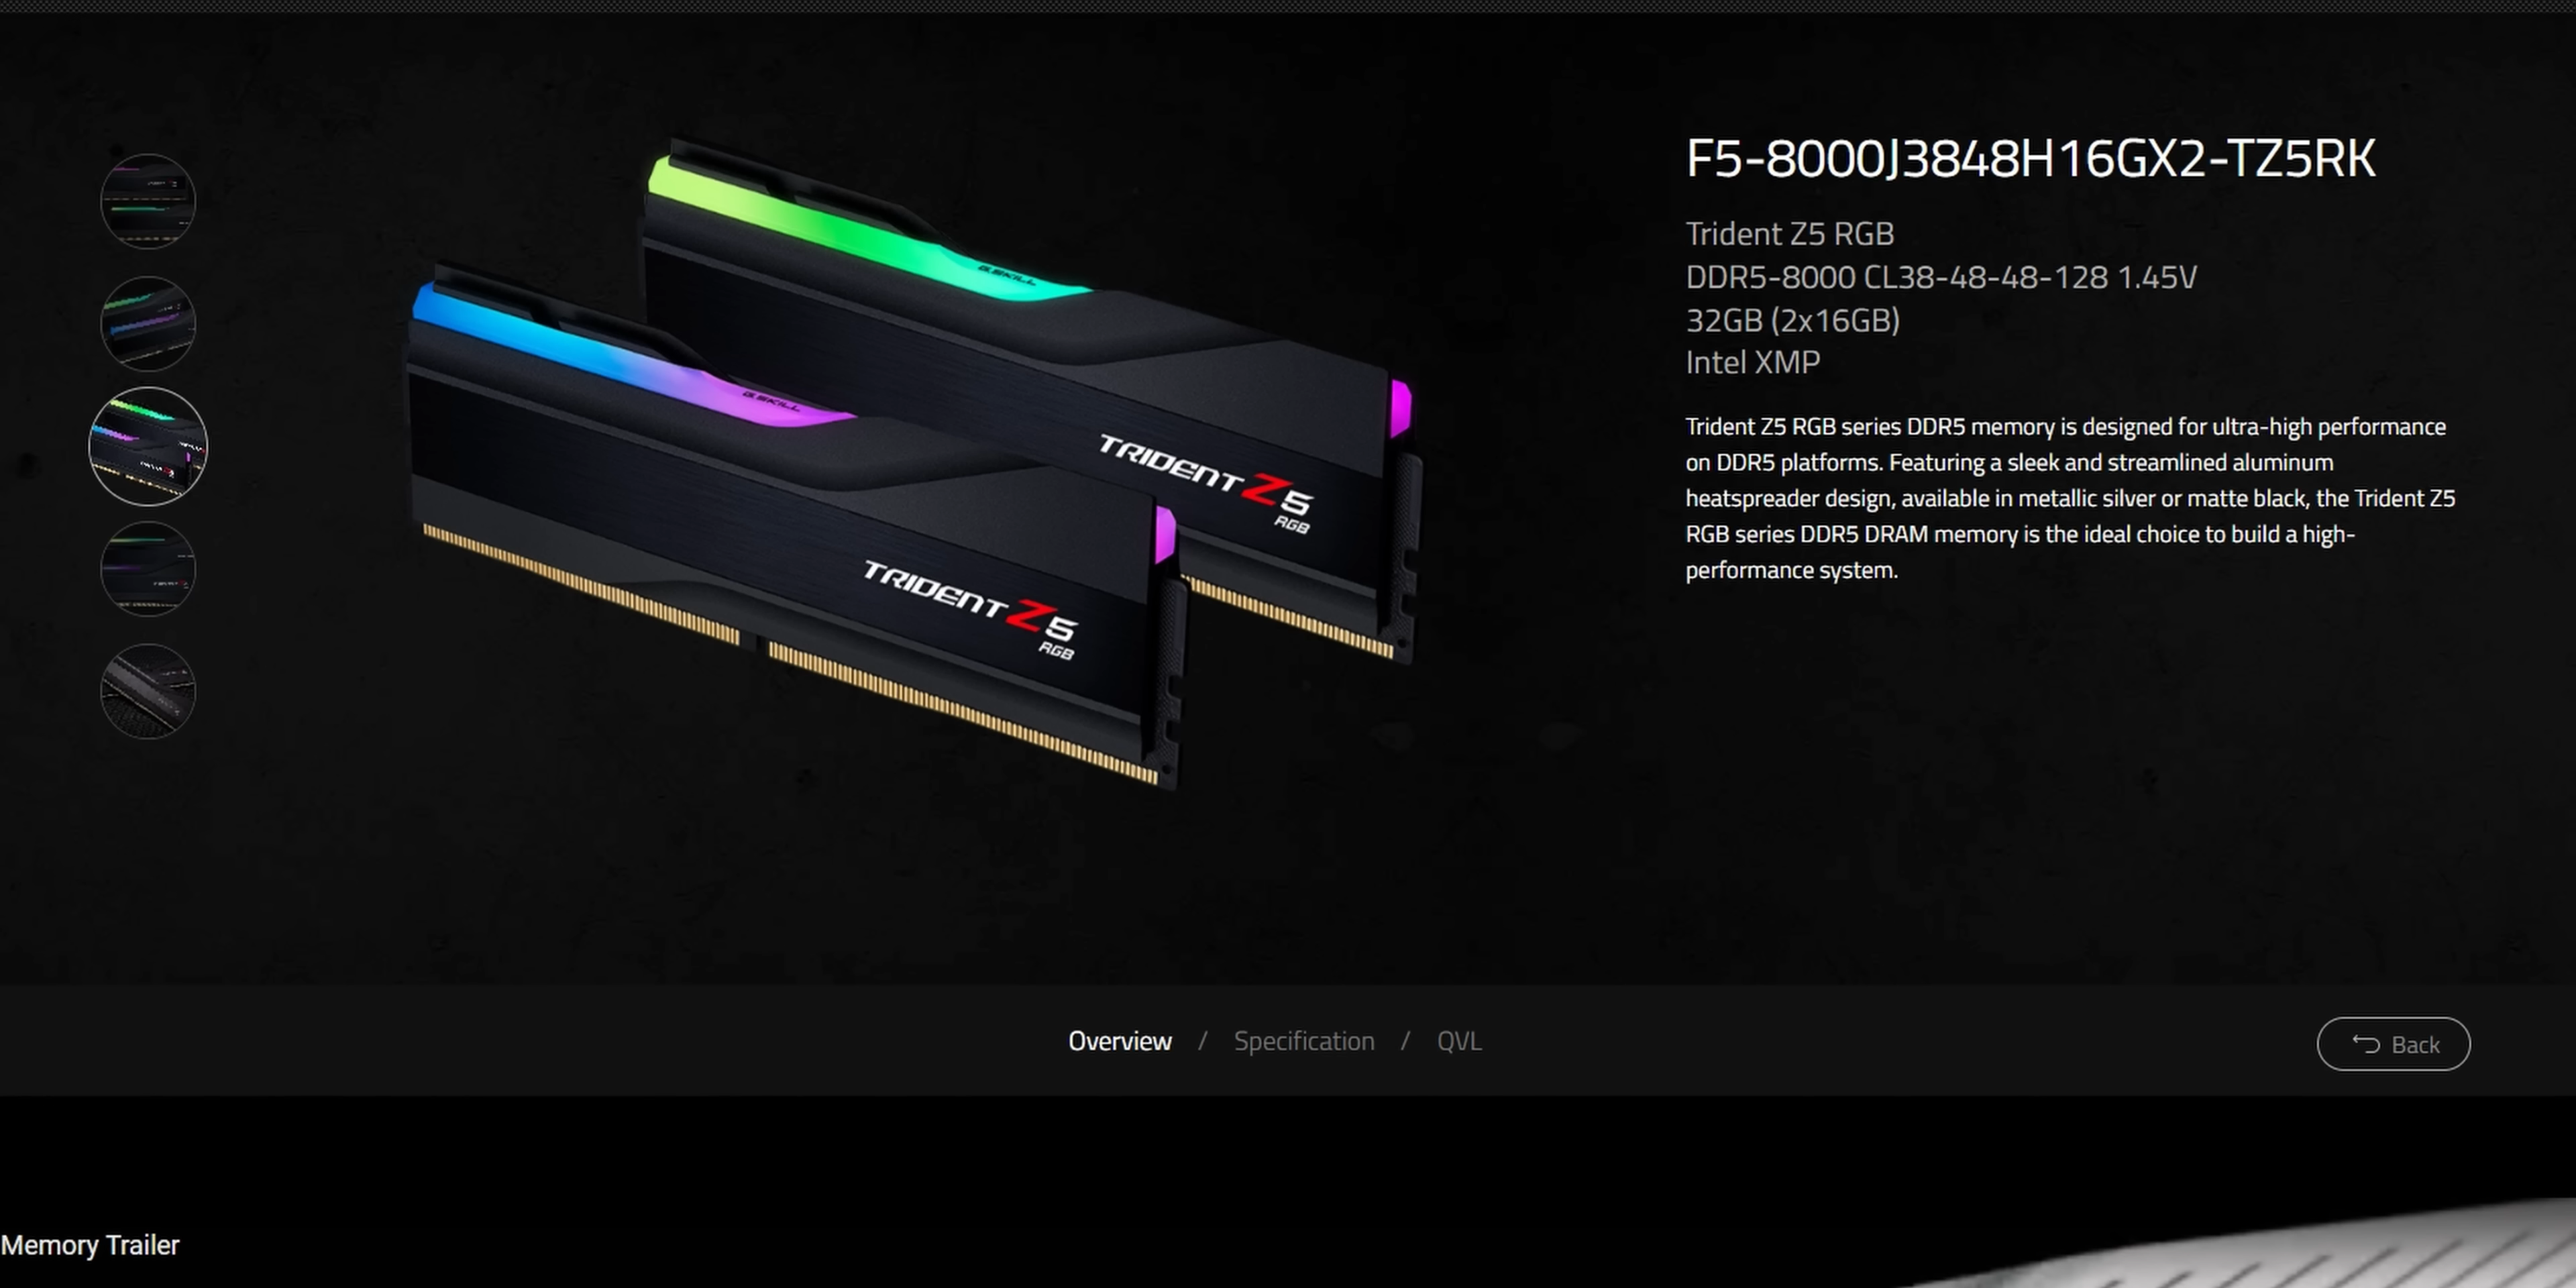 F5-8000J3848H16GX2-TZ5RK
Trident Z5 RGB
DDR5-8000 CL38-48-48-128 1.45V
32GB (2x16GB)
Intel XMP
Trident Z5 RGB series DDR5 memory is designed for ultra-high performance
on DDR5 platforms. Featuring a sleek and streamlined aluminum
heatspreader design, available in metallic silver or matte black, the Trident Z5
RGB series DDR5 DRAM memory is the ideal choice to build a high-
performance system.
G.SKILL
TRIDENT Z5
RGB
G.SKILL
TRIDENT Z5
RGB
Overview / Specification / QVL
Back
Memory Trailer